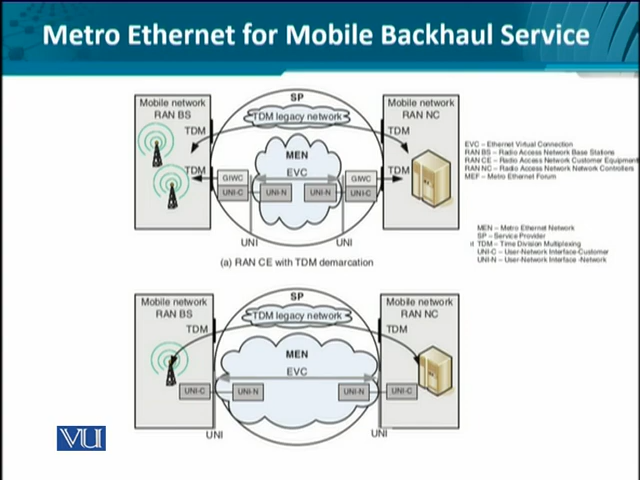 Metro Ethernet for Mobile Backhaul Service
Mobile network
RAN BS
SP
TDM legacy network
Mobile network
RAN NC
TDM
TDM
MEN
EVC
TDM
TDM
GIWC
GIWC
UNI-C
UNI-N
UNI-N
UNI-C
UNI
UNI
(a) RAN CE with TDM demarcation
EVC – Ethernet Virtual Connection
RAN BS – Radio Access Network Base Stations
RAN CE – Radio Access Network Customer Equipment
RAN NC – Radio Access Network Network Controllers
MEF – Metro Ethernet Forum
MEN – Metro Ethernet Network
SP – Service Provider
TDM – Time Division Multiplexing
UNI-C – User-Network Interface-Customer
UNI-N – User-Network Interface -Network
Mobile network
RAN BS
SP
TDM legacy network
Mobile network
RAN NC
TDM
TDM
MEN
EVC
UNI-C
UNI-N
UNI-N
UNI-C
UNI
UNI
VU